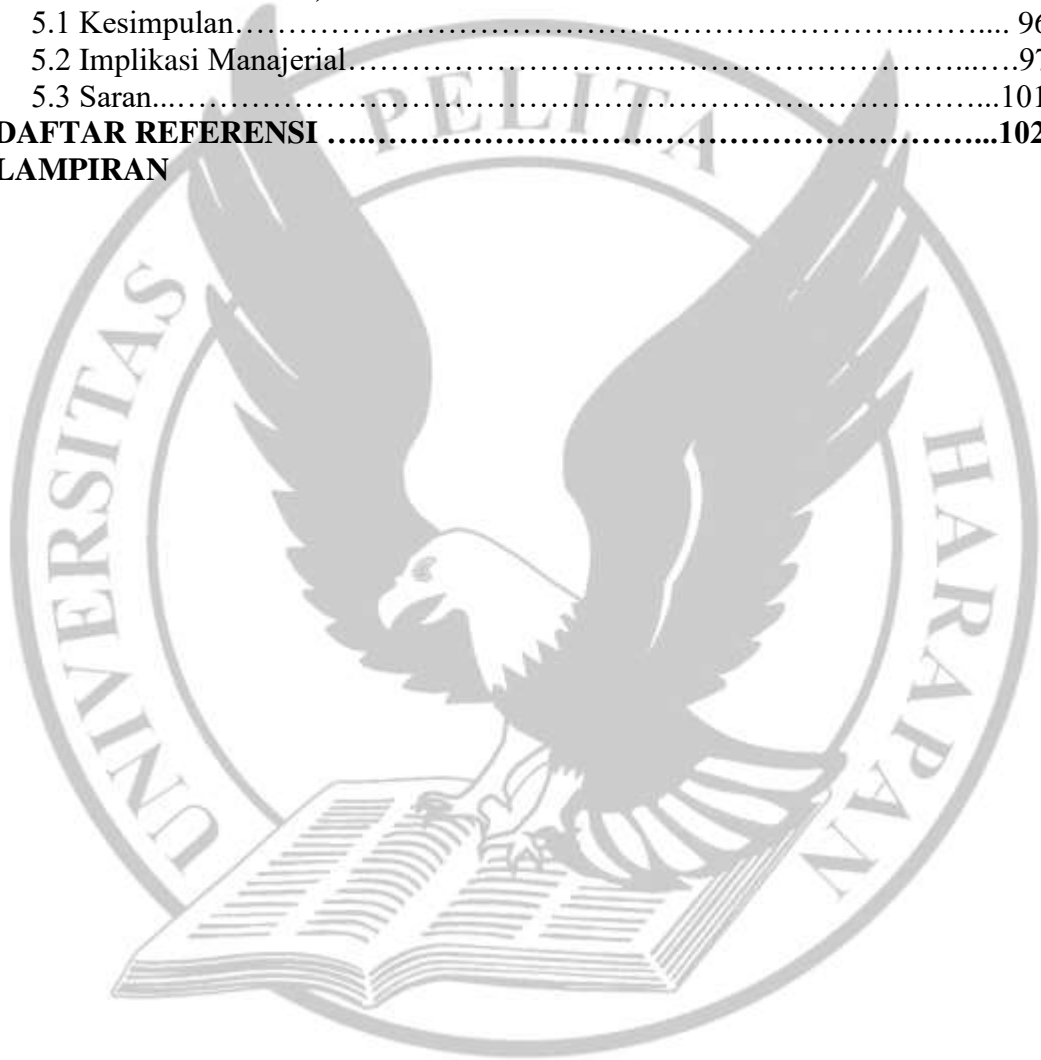 5.1 Kesimpulan……………………………………………………….…….... 96
5.2 Implikasi Manajerial……………………………………………..….97
5.3 Saran...…………………………………………………………...101
DAFTAR REFERENSI ….…………………………………………...102
LAMPIRAN
UNIVERSITAS PELITA HARAPAN